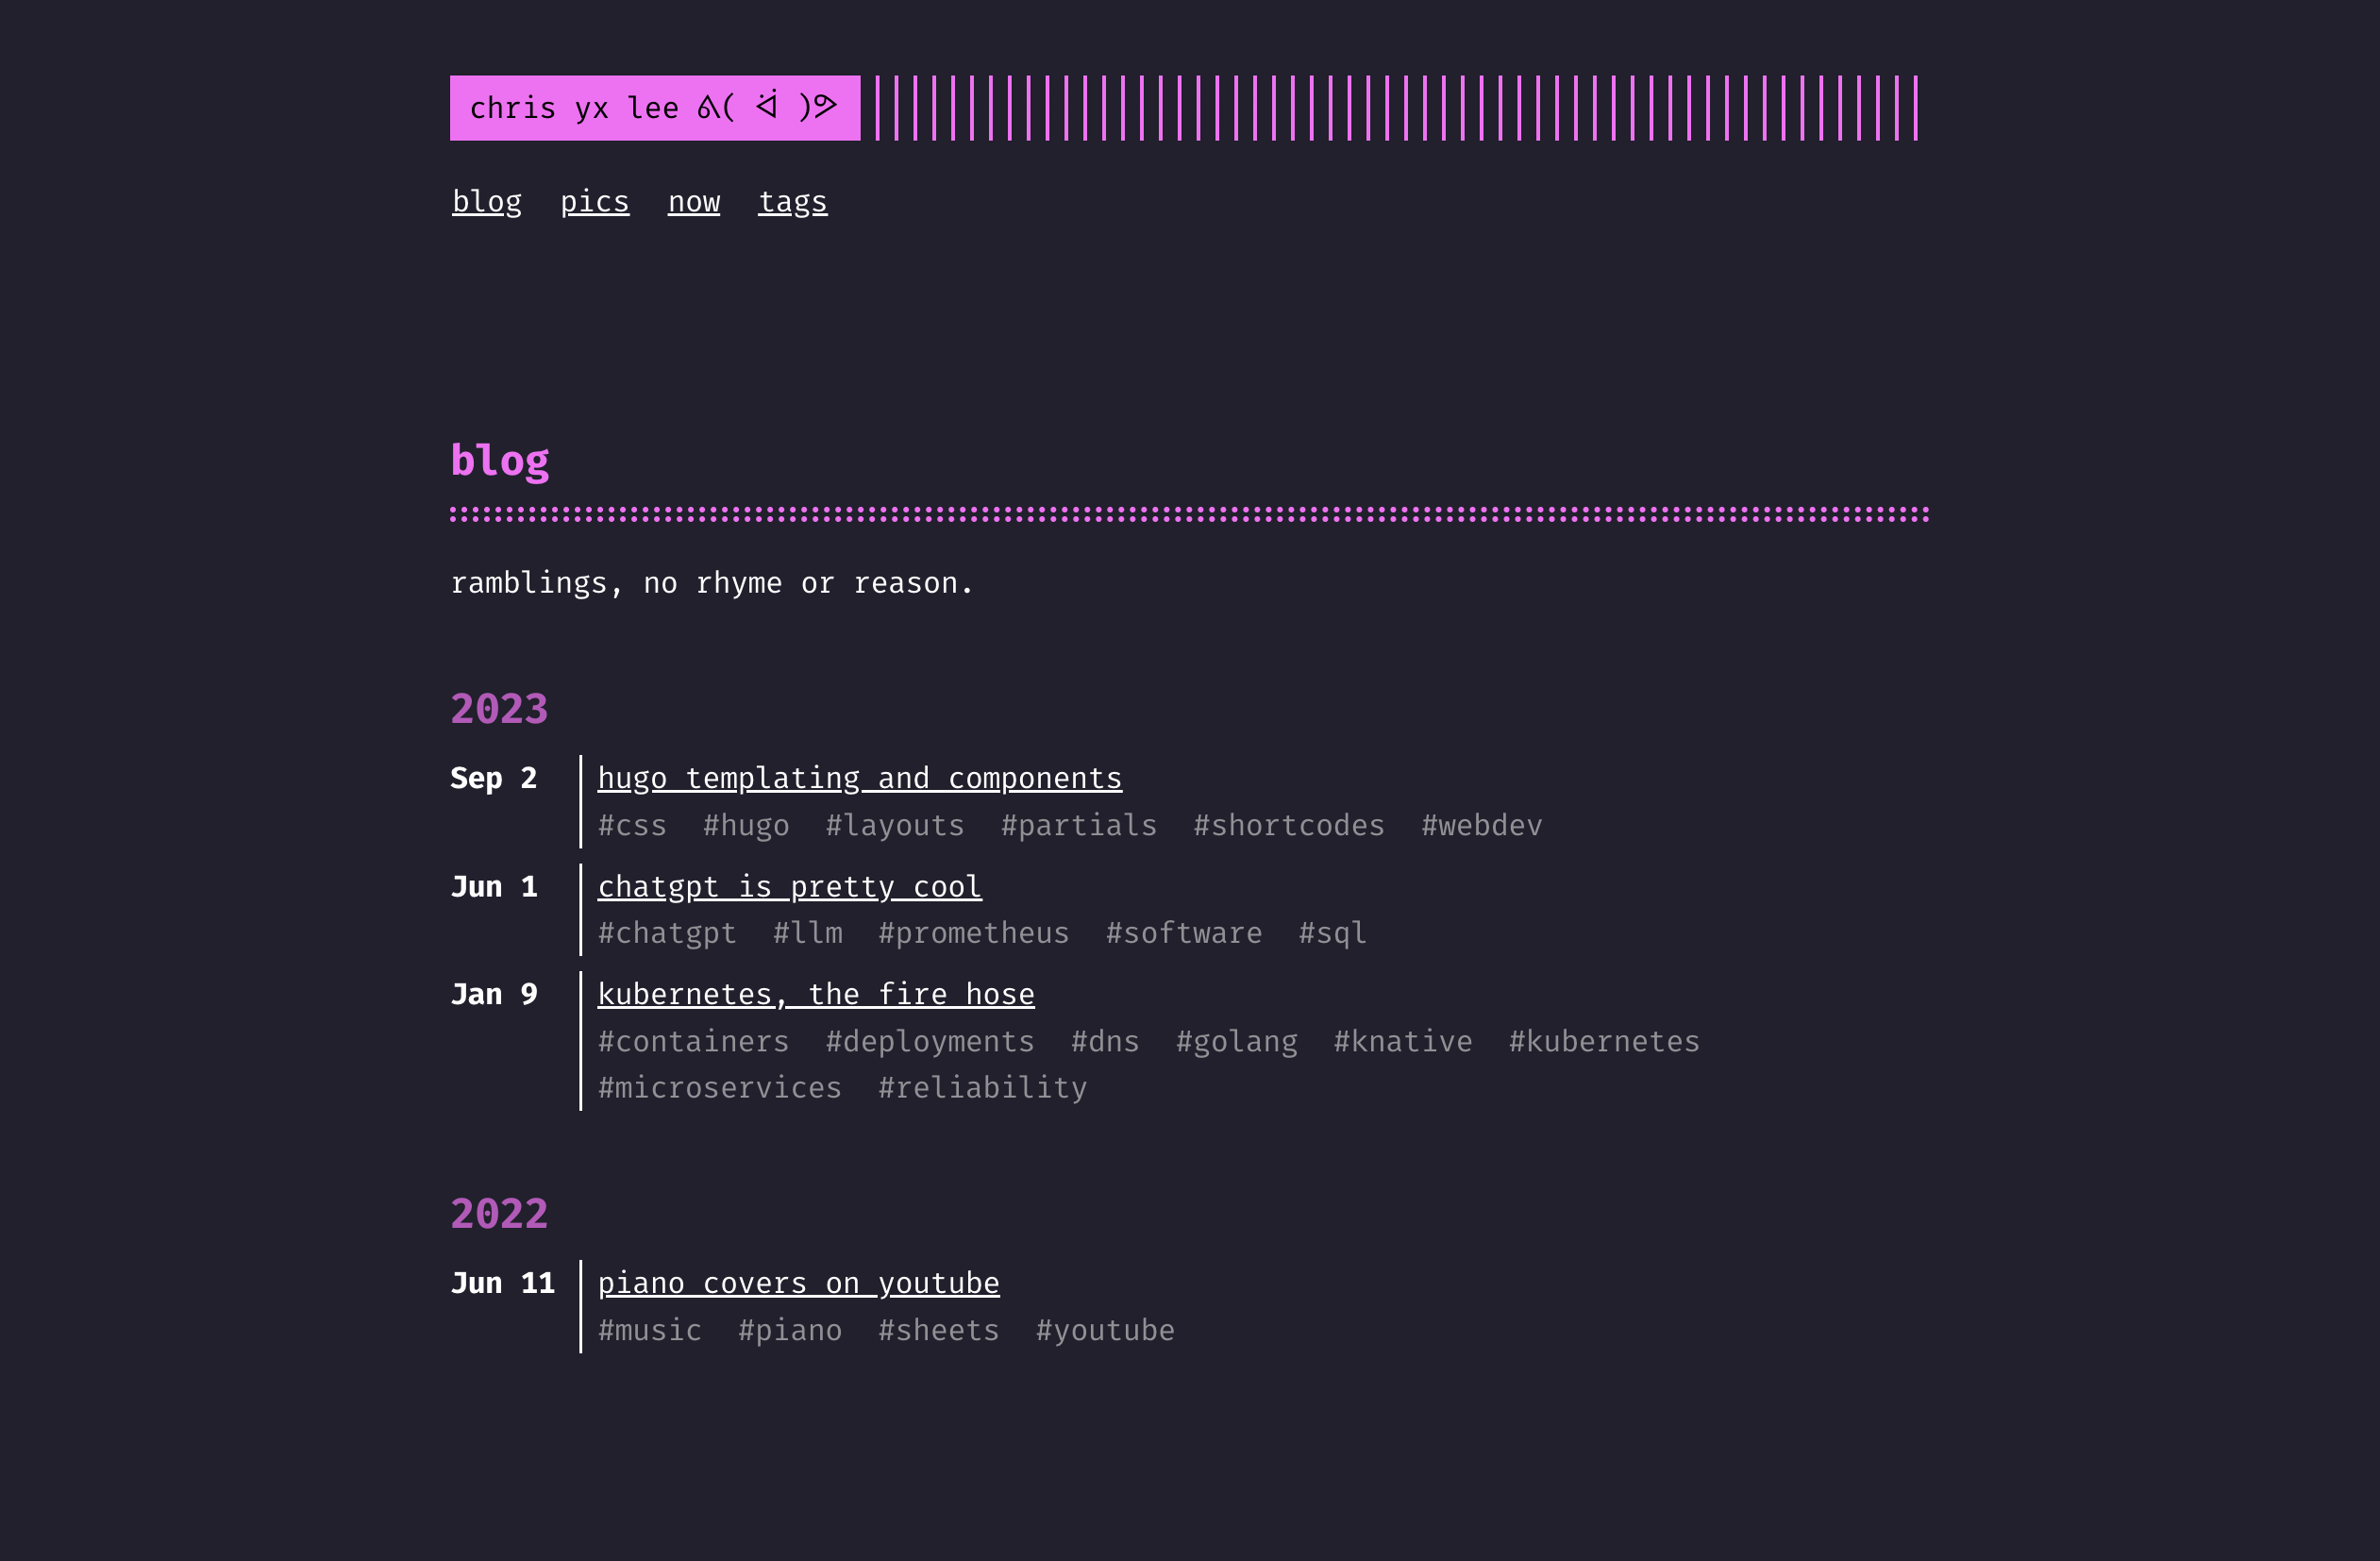 chris yx lee ᕕ( ᐛ )ᕗ
blog pics now tags
blog
ramblings, no rhyme or reason.
2023
Sep 2 hugo templating and components
#css #hugo #layouts #partials #shortcodes #webdev
Jun 1 chatgpt is pretty cool
#chatgpt #llm #prometheus #software #sql
Jan 9 kubernetes, the fire hose
#containers #deployments #dns #golang #knative #kubernetes
#microservices #reliability
2022
Jun 11 piano covers on youtube
#music #piano #sheets #youtube